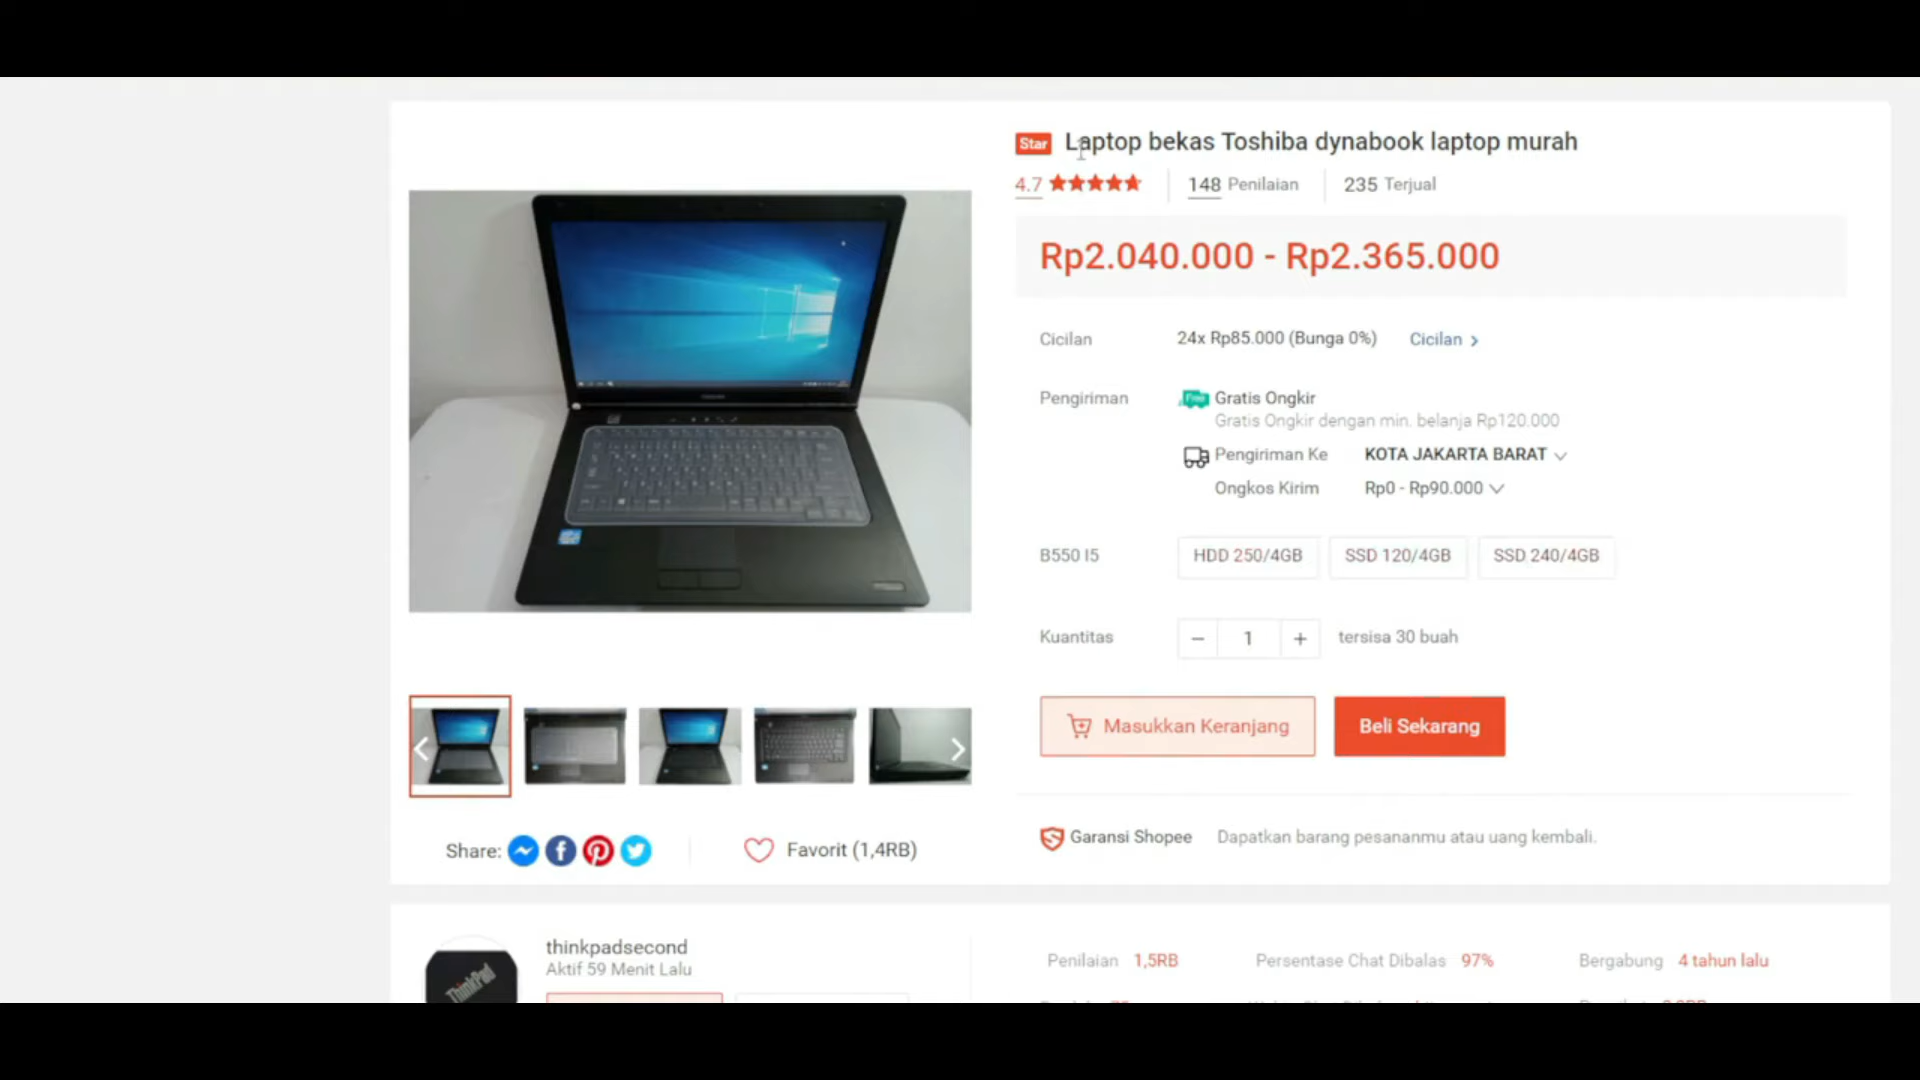 Star Laptop bekas Toshiba dynabook laptop murah
4.7 148 Penilaian 235 Terjual
Rp2.040.000 - Rp2.365.000
Cicilan 24x Rp85.000 (Bunga 0%) Cicilan
Pengiriman Free Gratis Ongkir
Gratis Ongkir dengan min. belanja Rp120.000
Pengiriman Ke KOTA JAKARTA BARAT
Ongkos Kirim Rp0 - Rp90.000
B550 I5 HDD 250/4GB SSD 120/4GB SSD 240/4GB
Kuantitas − 1 + tersisa 30 buah
Masukkan Keranjang Beli Sekarang
Share: Favorit (1,4RB)
Garansi Shopee Dapatkan barang pesananmu atau uang kembali.
ThinkPad
thinkpadsecond
Aktif 59 Menit Lalu
Penilaian 1,5RB Persentase Chat Dibalas 97% Bergabung 4 tahun lalu